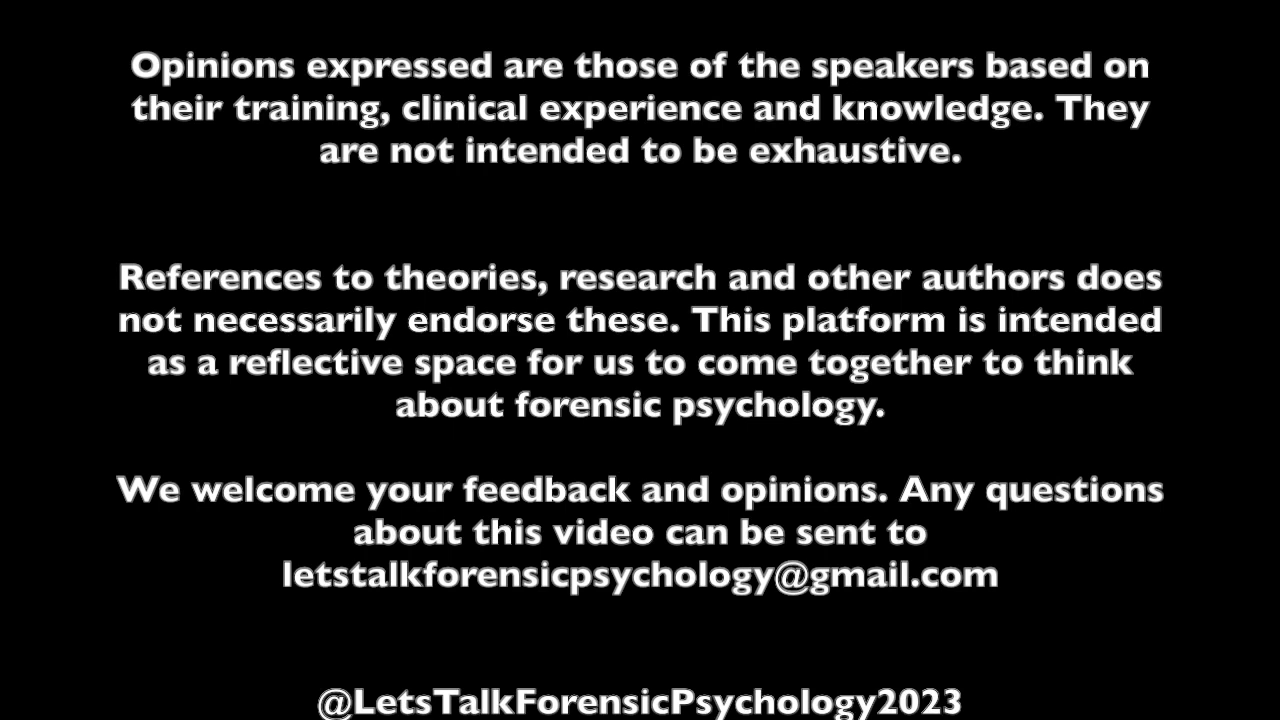 Opinions expressed are those of the speakers based on
their training, clinical experience and knowledge. They
are not intended to be exhaustive.
References to theories, research and other authors does
not necessarily endorse these. This platform is intended
as a reflective space for us to come together to think
about forensic psychology.
We welcome your feedback and opinions. Any questions
about this video can be sent to
letstalkforensicpsychology@gmail.com
@LetsTalkForensicPsychology2023